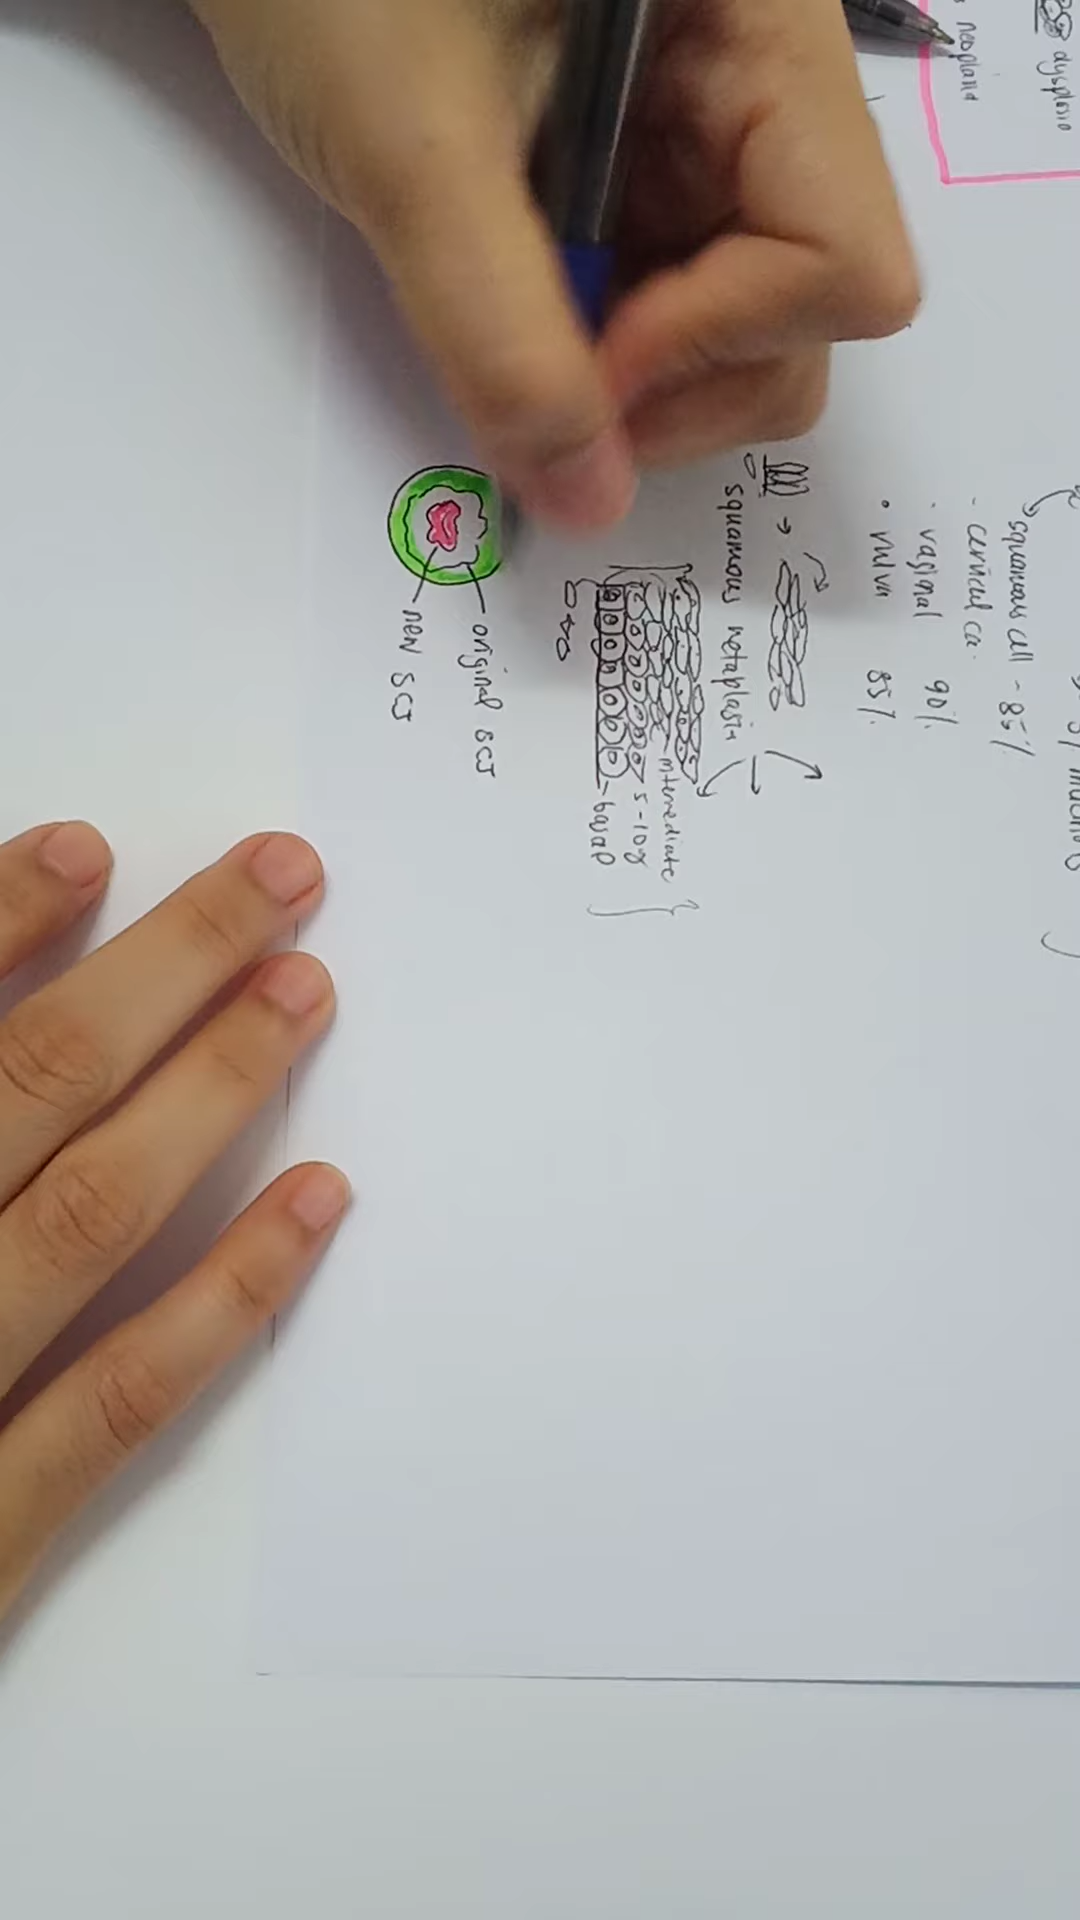 dysplasia
neoplasia
squamous cell - 85%
- cervical ca.
· vaginal 90%
• vulva 85%
squamous metaplasia
intermediate
5-108
basal
original SCJ
new SCJ